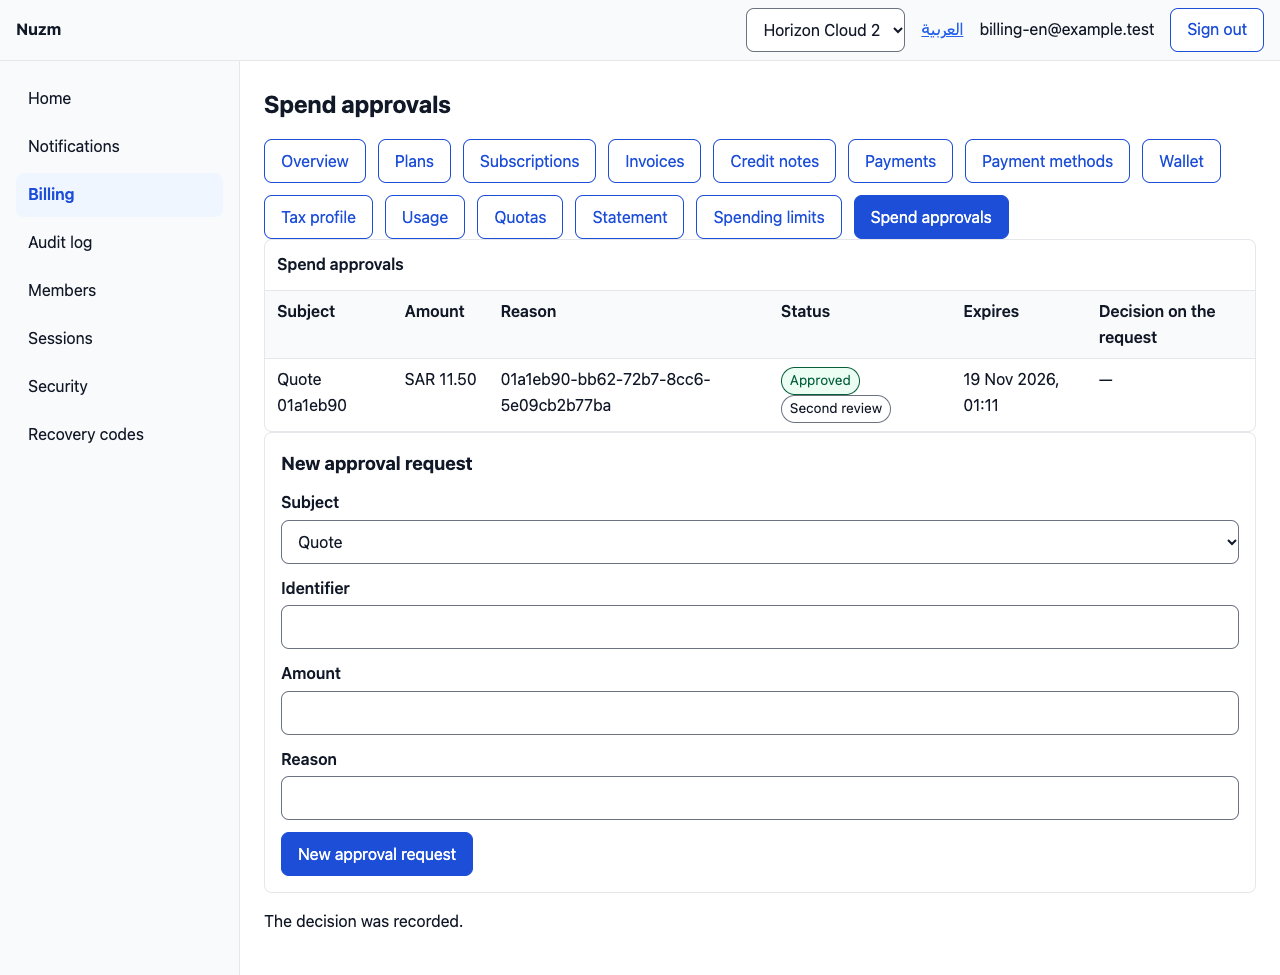 Nuzm
Horizon Cloud 2
العربية
billing-en@example.test
Sign out
Home
Notifications
Billing
Audit log
Members
Sessions
Security
Recovery codes
Spend approvals
Overview
Plans
Subscriptions
Invoices
Credit notes
Payments
Payment methods
Wallet
Tax profile
Usage
Quotas
Statement
Spending limits
Spend approvals
Spend approvals
Subject
Amount
Reason
Status
Expires
Decision on the
request
Quote
01a1eb90
SAR 11.50
01a1eb90-bb62-72b7-8cc6-
5e09cb2b77ba
Approved
Second review
19 Nov 2026,
01:11
—
New approval request
Subject
Quote
Identifier
Amount
Reason
New approval request
The decision was recorded.